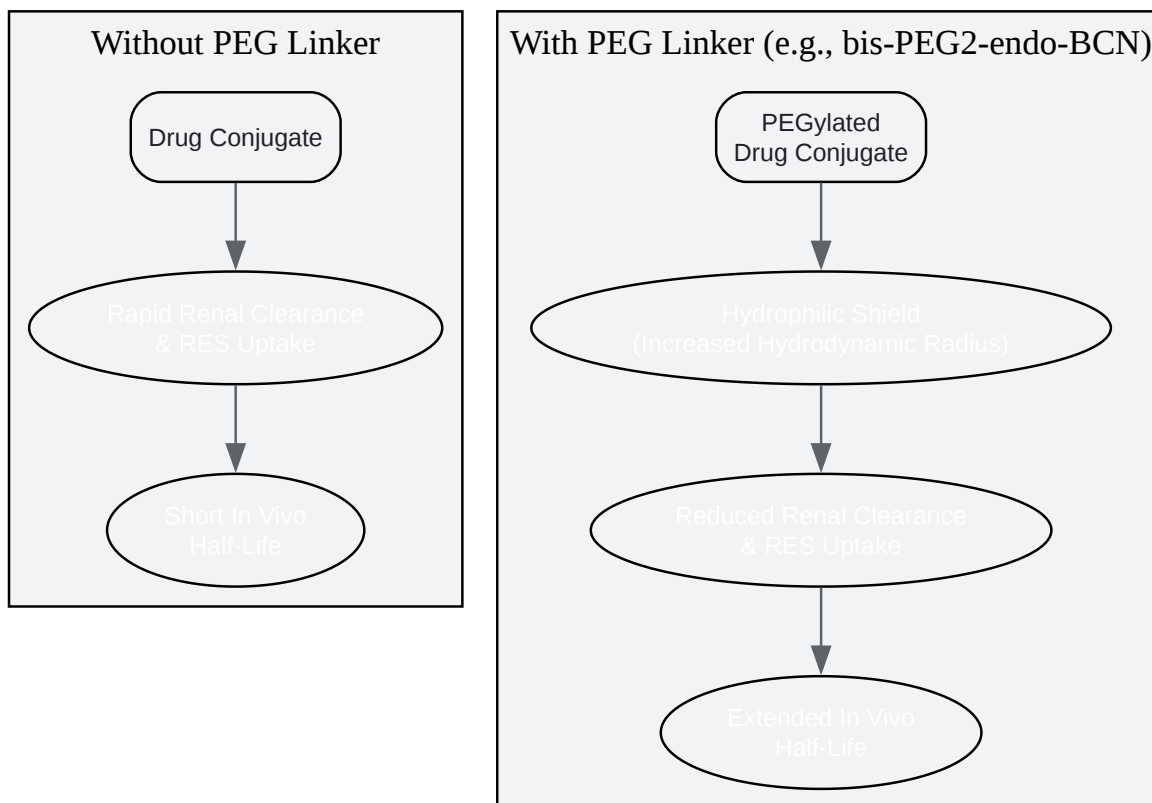 Without PEG Linker
Drug Conjugate
Rapid Renal Clearance
& RES Uptake
Short In Vivo
Half-Life
With PEG Linker (e.g., bis-PEG2-endo-BCN)
PEGylated
Drug Conjugate
Hydrophilic Shield
(Increased Hydrodynamic Radius)
Reduced Renal Clearance
& RES Uptake
Extended In Vivo
Half-Life